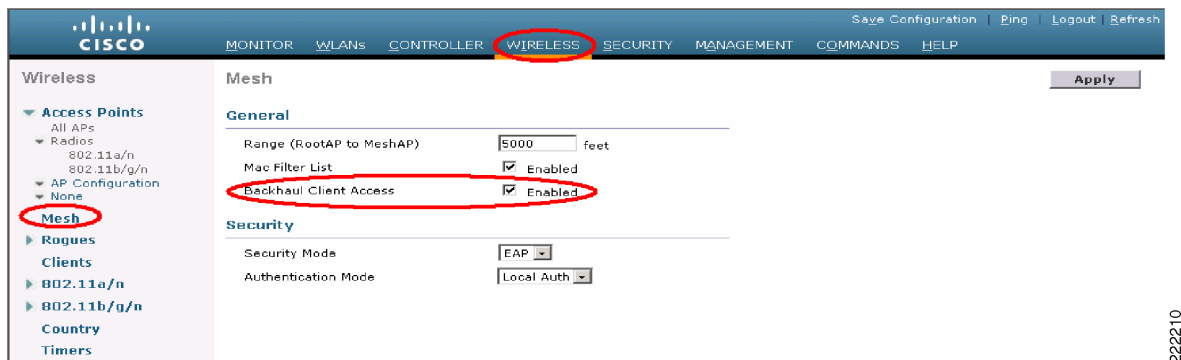 Save Configuration | Ping | Logout | Refresh
CISCO
MONITOR WLANs CONTROLLER WIRELESS SECURITY MANAGEMENT COMMANDS HELP
Wireless
Access Points
All APs
Radios
802.11a/n
802.11b/g/n
AP Configuration
None
Mesh
Rogues
Clients
802.11a/n
802.11b/g/n
Country
Timers
Mesh
Apply
General
Range (RootAP to MeshAP) 5000 feet
Mac Filter List Enabled
Backhaul Client Access Enabled
Security
Security Mode EAP
Authentication Mode Local Auth
222210